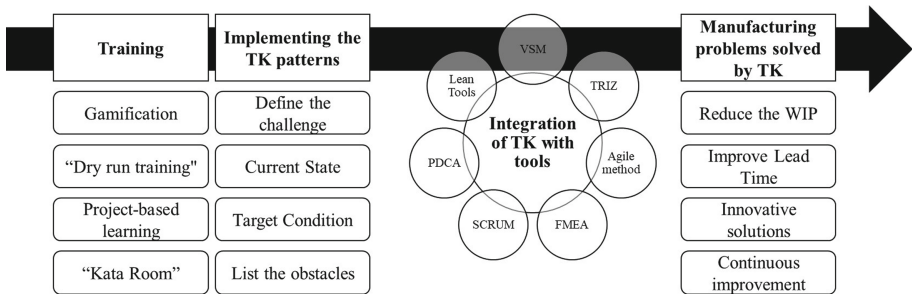 Training
Gamification
“Dry run training"
Project-based
learning
“Kata Room”
Implementing the
TK patterns
Define the
challenge
Current State
Target Condition
List the obstacles
VSM
Lean
Tools
TRIZ
Integration
of TK with
tools
PDCA
Agile
method
SCRUM
FMEA
Manufacturing
problems solved
by TK
Reduce the WIP
Improve Lead
Time
Innovative
solutions
Continuous
improvement